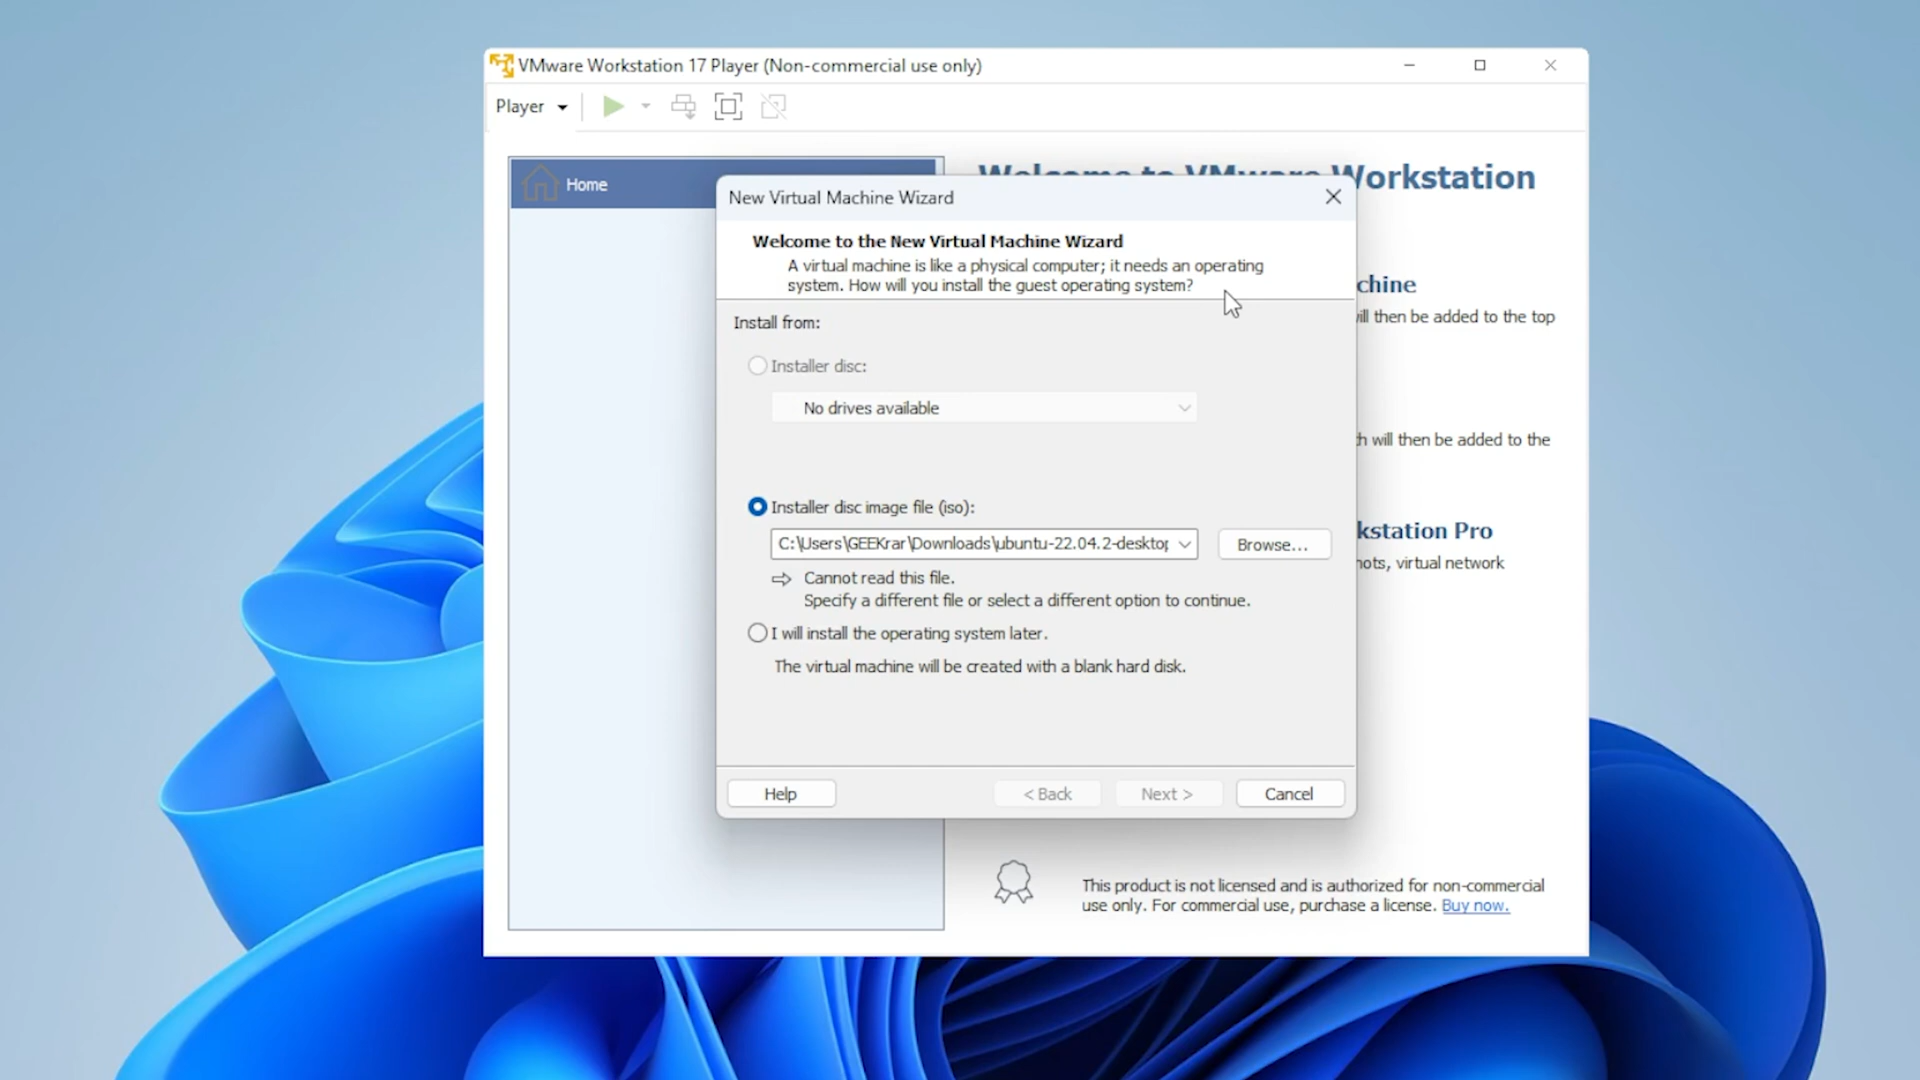 VMware Workstation 17 Player (Non-commercial use only)
Player
Home
Welcome to VMware Workstation
New Virtual Machine Wizard
Welcome to the New Virtual Machine Wizard
A virtual machine is like a physical computer; it needs an operating
system. How will you install the guest operating system?
chine
ill then be added to the top
Install from:
Installer disc:
No drives available
h will then be added to the
Installer disc image file (iso):
C:\Users\GEEKrar\Downloads\ubuntu-22.04.2-desktop
Browse...
kstation Pro
hots, virtual network
Cannot read this file.
Specify a different file or select a different option to continue.
I will install the operating system later.
The virtual machine will be created with a blank hard disk.
Help
< Back
Next >
Cancel
This product is not licensed and is authorized for non-commercial
use only. For commercial use, purchase a license. Buy now.